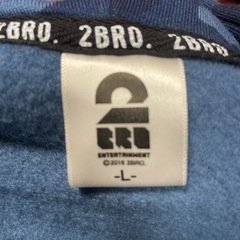 2BRO. 2BRO. 2BRO.
2
BRO
ENTERTAINMENT
©2016 2BRO.
-L-